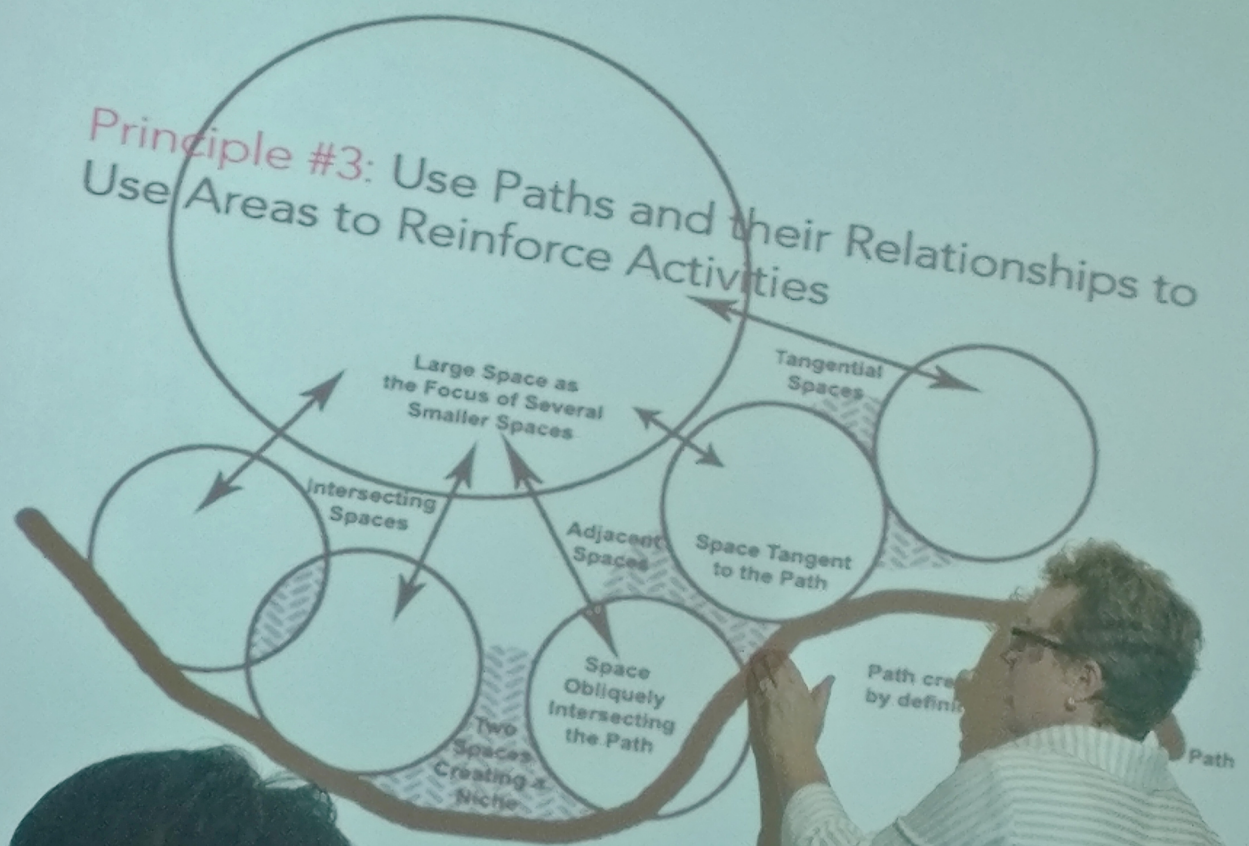 Principle #3: Use Paths and their Relationships to
Use Areas to Reinforce Activities
Large Space as
the Focus of Several
Smaller Spaces
Tangential
Spaces
Intersecting
Spaces
Adjacent
Spaces
Space Tangent
to the Path
Space
Obliquely
Intersecting
the Path
Two
Spaces
Creating a
Niche
Path
by
Path